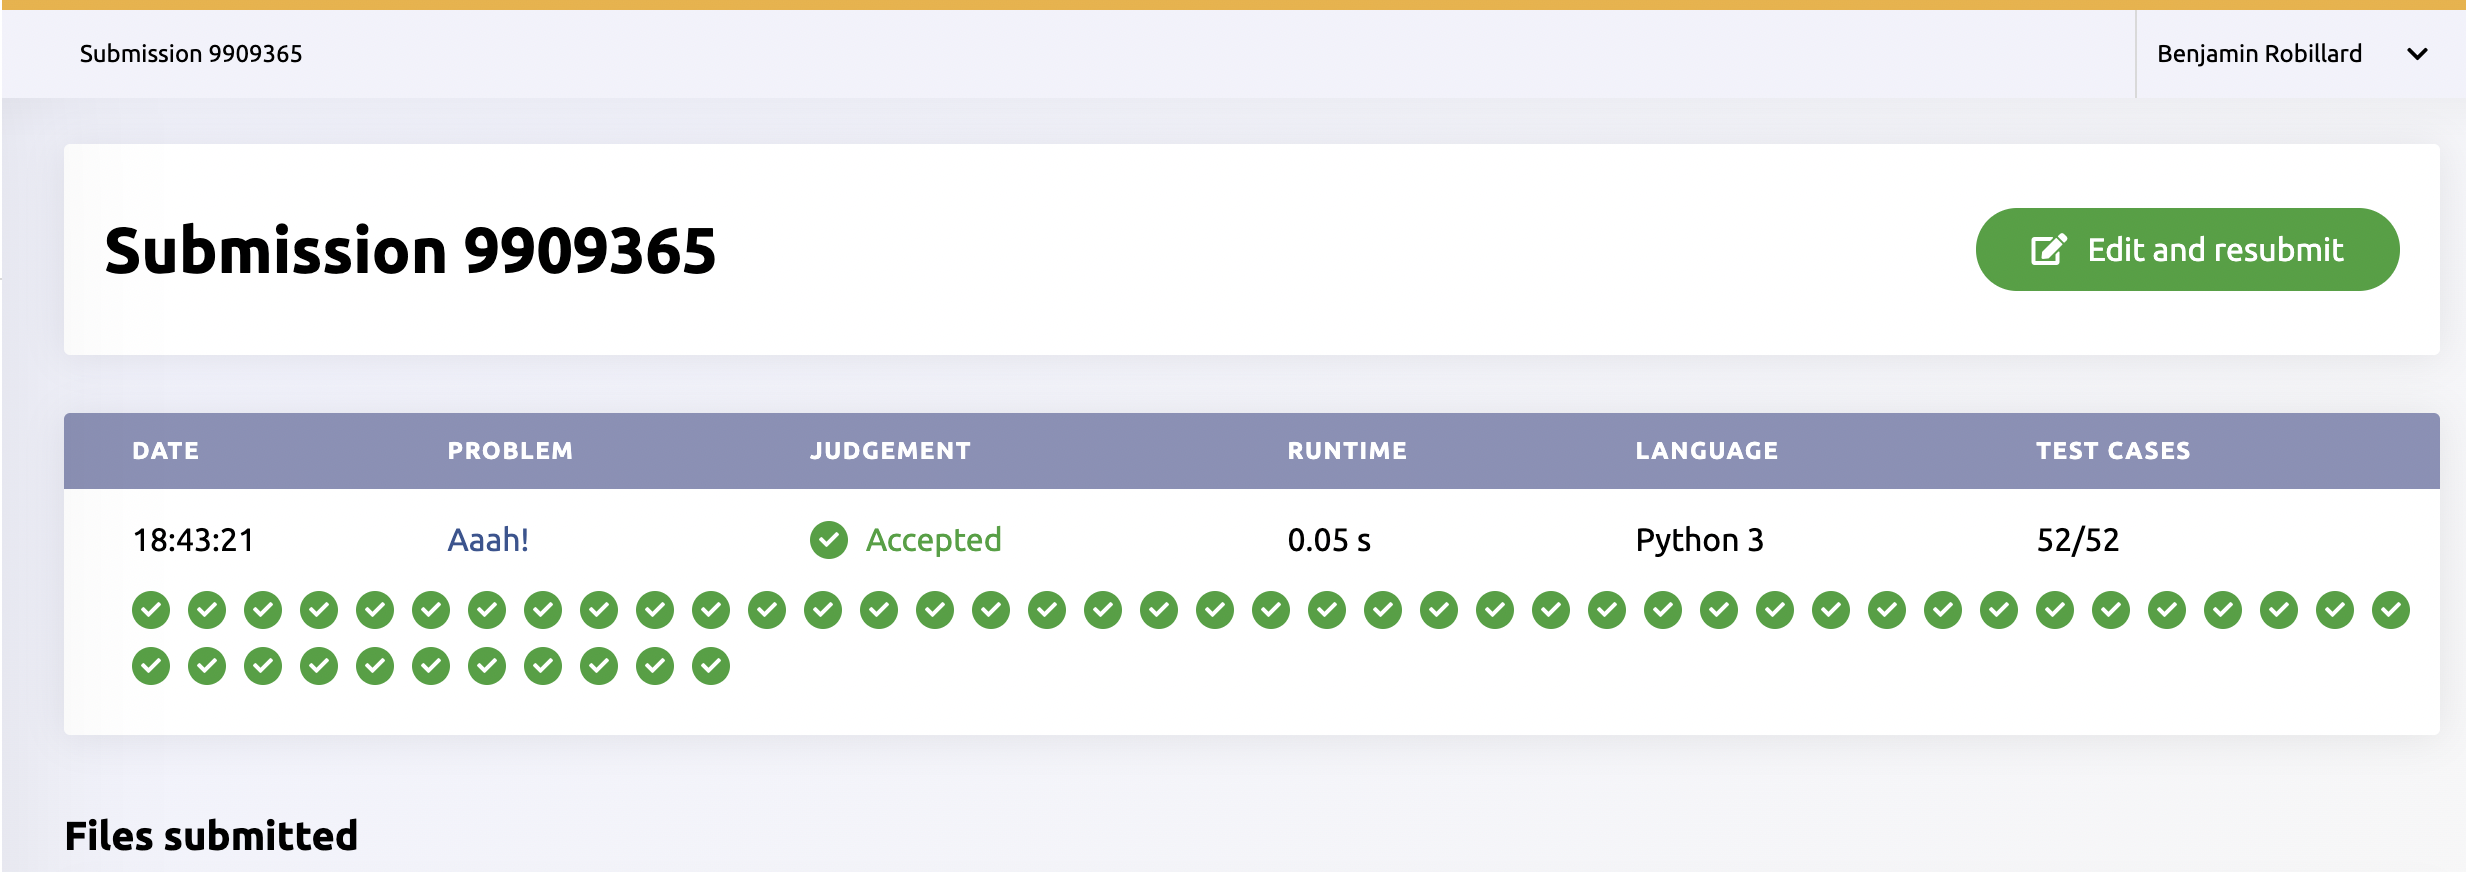 Submission 9909365 Benjamin Robillard
Submission 9909365 Edit and resubmit
DATE PROBLEM JUDGEMENT RUNTIME LANGUAGE TEST CASES
18:43:21 Aaah! Accepted 0.05 s Python 3 52/52
Files submitted